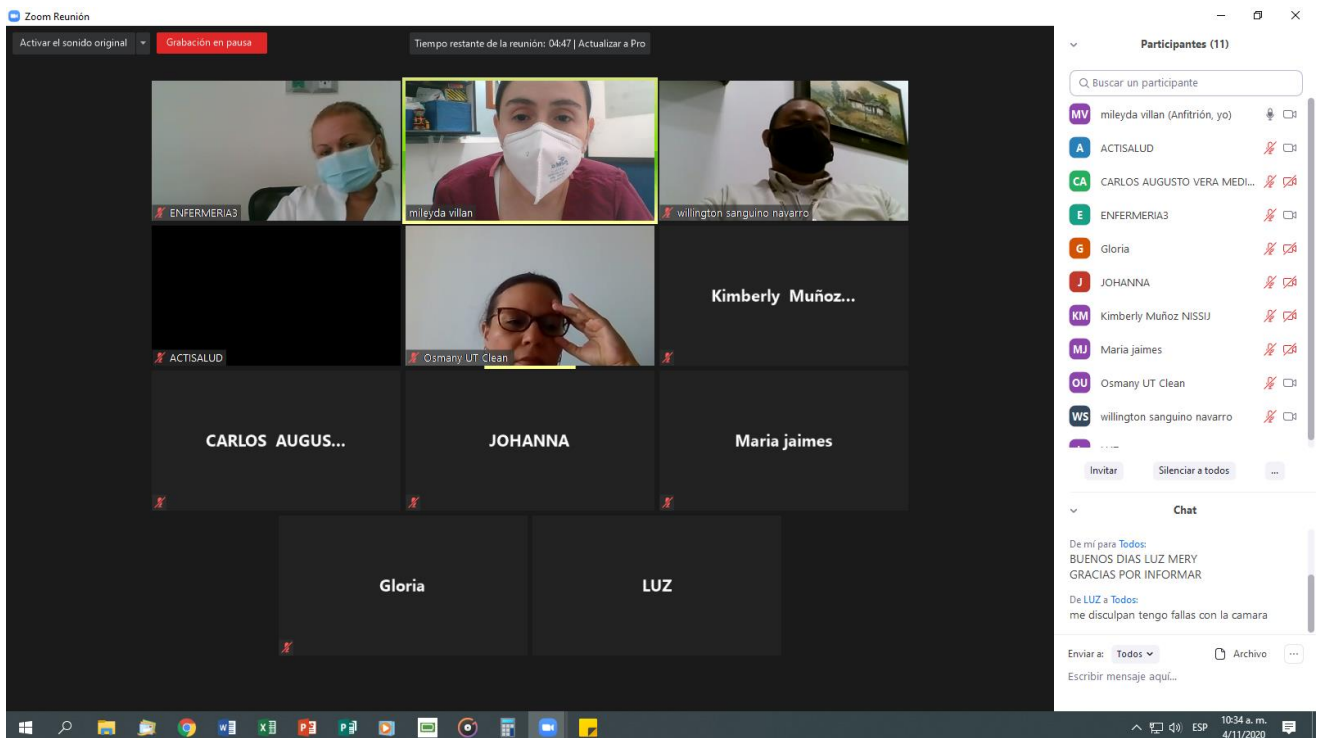 Zoom Reunión
Activar el sonido original
Grabación en pausa
Tiempo restante de la reunión: 04:47 | Actualizar a Pro
ENFERMERIA3
mileyda villan
willington sanguino navarro
ACTISALUD
Osmany UT Clean
Kimberly Muñoz...
CARLOS AUGUS...
JOHANNA
Maria jaimes
Gloria
LUZ
Participantes (11)
Buscar un participante
MV mileyda villan (Anfitrión, yo)
A ACTISALUD
CA CARLOS AUGUSTO VERA MEDI...
E ENFERMERIA3
G Gloria
J JOHANNA
KM Kimberly Muñoz NISSIJ
MJ Maria jaimes
OU Osmany UT Clean
WS willington sanguino navarro
Invitar Silenciar a todos ...
Chat
De mí para Todos:
BUENOS DIAS LUZ MERY
GRACIAS POR INFORMAR
De LUZ a Todos:
me disculpan tengo fallas con la camara
Enviar a: Todos Archivo ...
Escribir mensaje aquí...
ESP
10:34 a. m.
4/11/2020